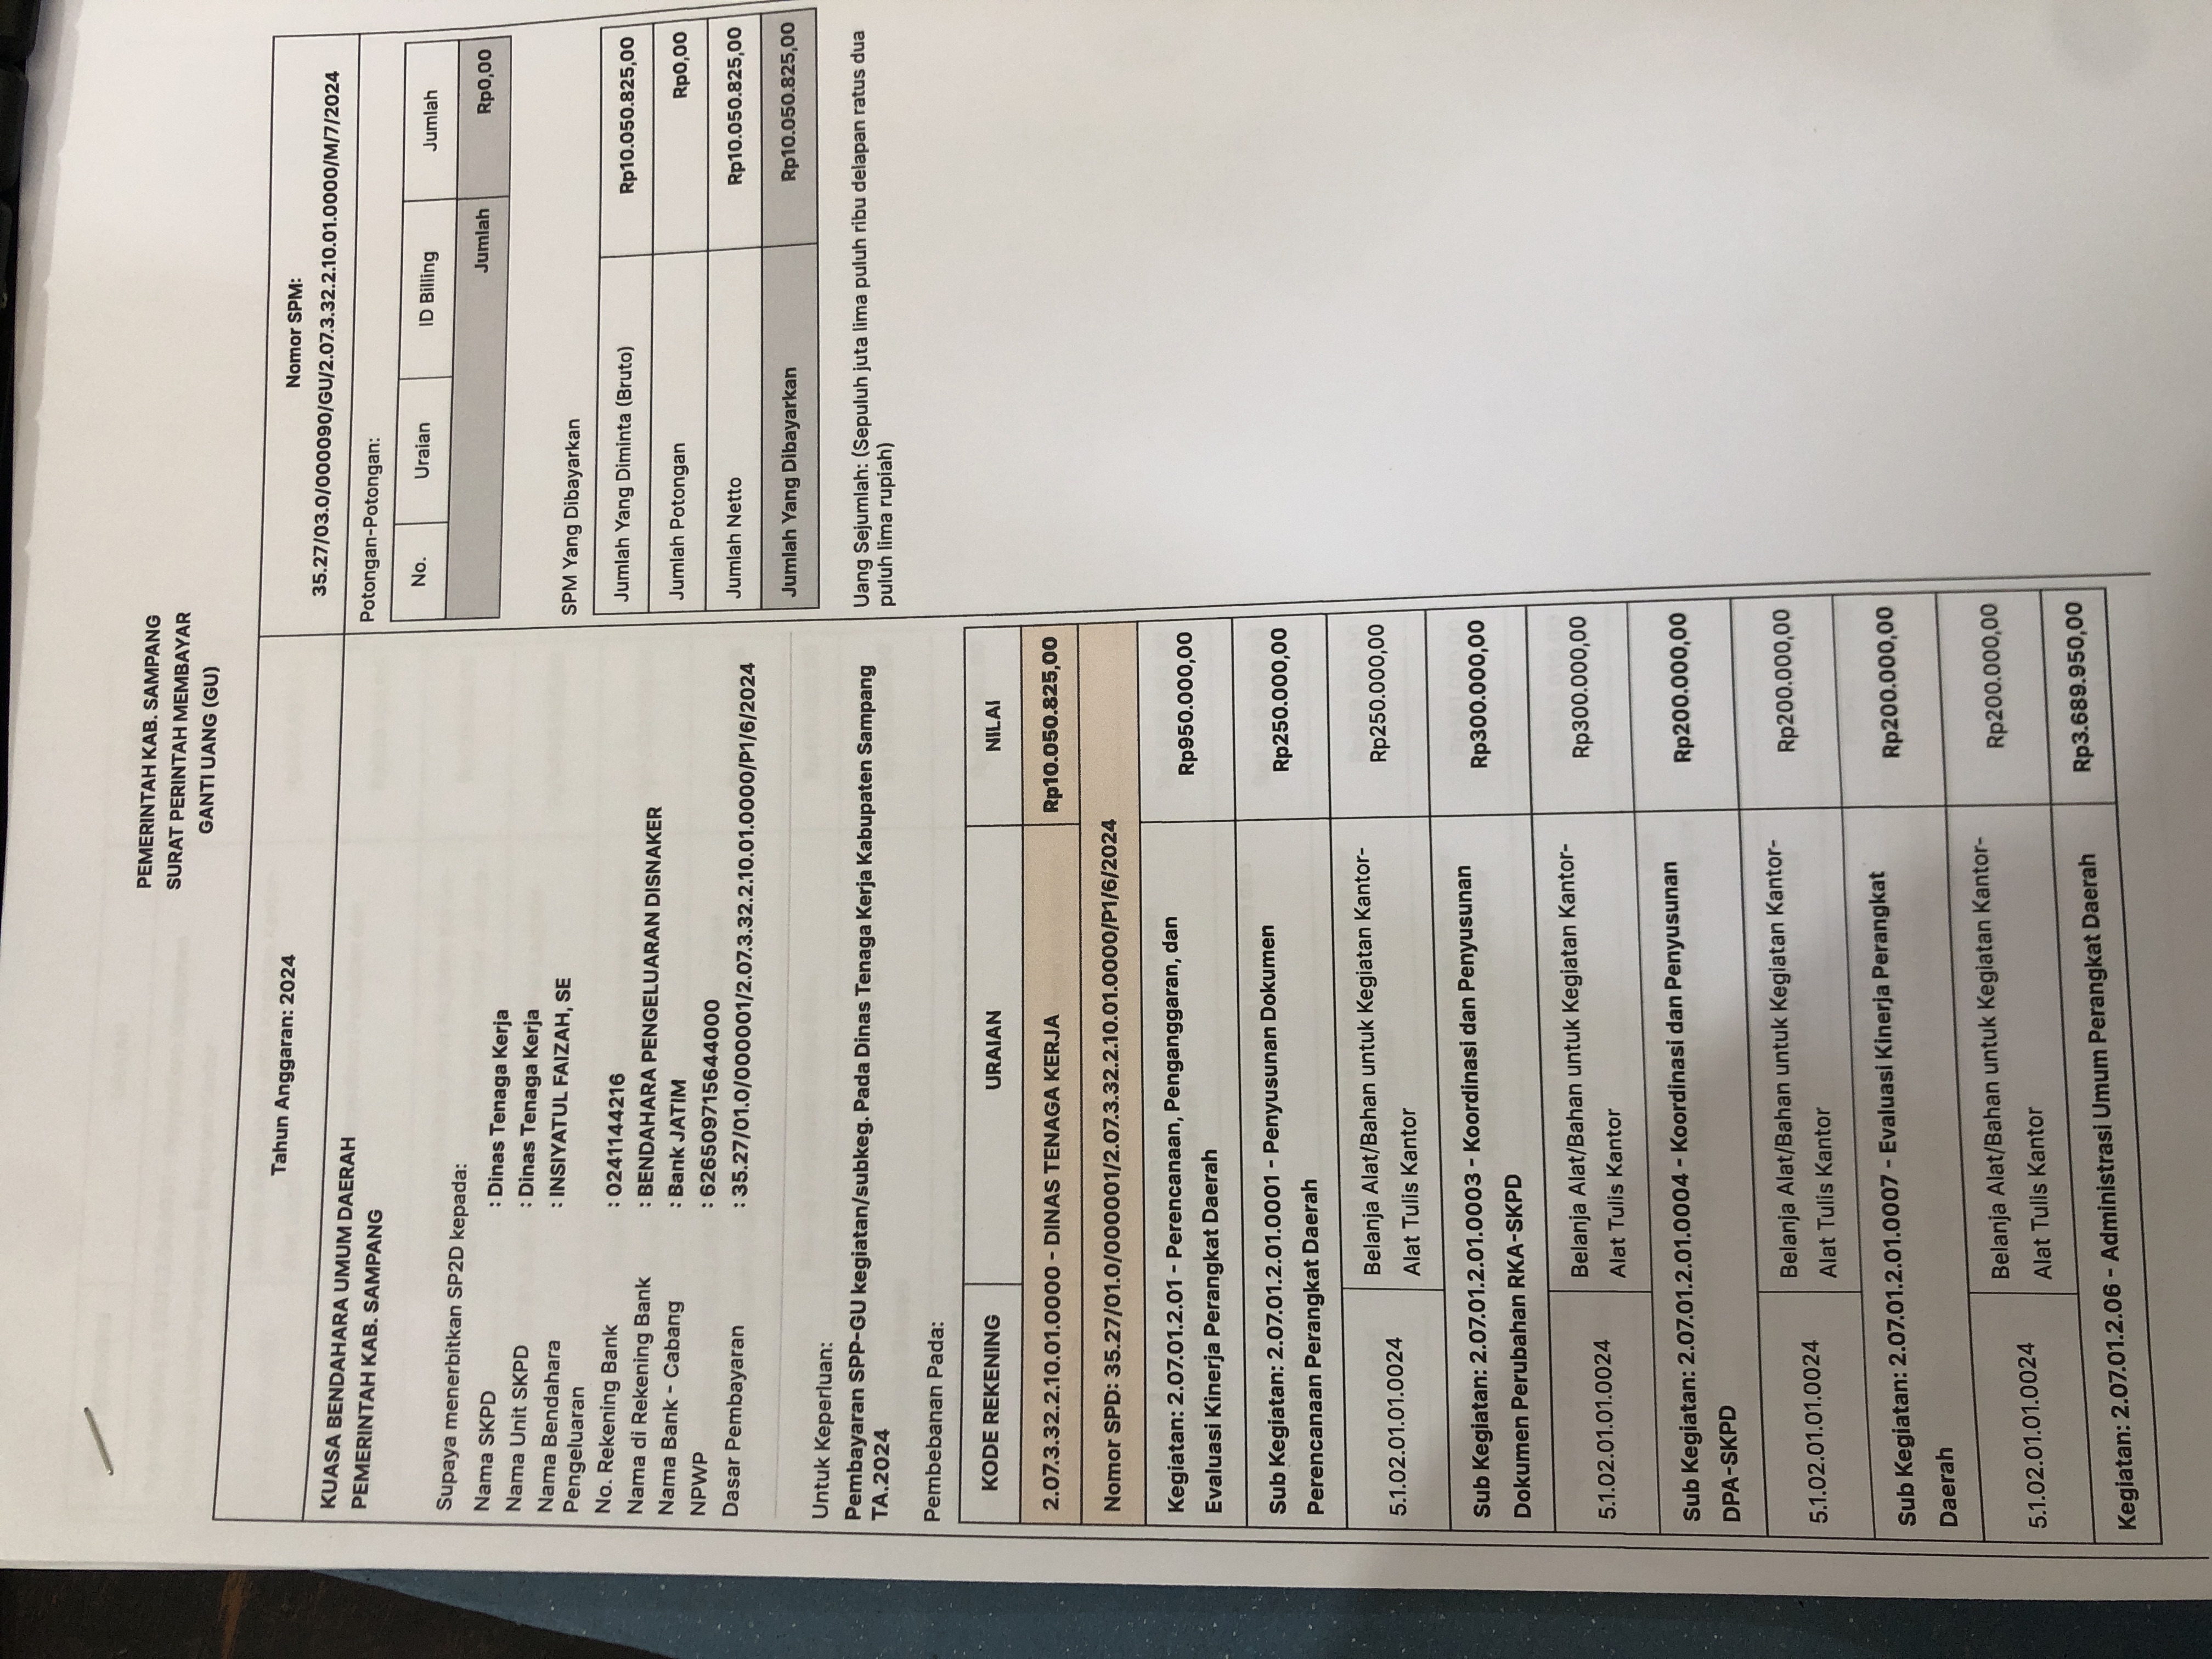 PEMERINTAH KAB. SAMPANG
SURAT PERINTAH MEMBAYAR
GANTI UANG (GU)
Tahun Anggaran: 2024
Nomor SPM:
35.27/03.0/000090/GU/2.07.3.32.2.10.01.0000/M/7/2024
KUASA BENDAHARA UMUM DAERAH
PEMERINTAH KAB. SAMPANG
Supaya menerbitkan SP2D kepada:
Nama SKPD : Dinas Tenaga Kerja
Nama Unit SKPD : Dinas Tenaga Kerja
Nama Bendahara : INSIYATUL FAIZAH, SE
Pengeluaran
No. Rekening Bank : 0241144216
Nama di Rekening Bank : BENDAHARA PENGELUARAN DISNAKER
Nama Bank - Cabang : Bank JATIM
NPWP : 626509715644000
Dasar Pembayaran : 35.27/01.0/000001/2.07.3.32.2.10.01.0000/P1/6/2024
Untuk Keperluan:
Pembayaran SPP-GU kegiatan/subkeg. Pada Dinas Tenaga Kerja Kabupaten Sampang
TA.2024
Pembebanan Pada:
KODE REKENING URAIAN NILAI
2.07.3.32.2.10.01.0000 - DINAS TENAGA KERJA Rp10.050.825,00
Nomor SPD: 35.27/01.0/000001/2.07.3.32.2.10.01.0000/P1/6/2024
Kegiatan: 2.07.01.2.01 - Perencanaan, Penganggaran, dan
Evaluasi Kinerja Perangkat Daerah
Rp950.000,00
Sub Kegiatan: 2.07.01.2.01.0001 - Penyusunan Dokumen
Perencanaan Perangkat Daerah
Rp250.000,00
5.1.02.01.01.0024
Belanja Alat/Bahan untuk Kegiatan Kantor-
Alat Tulis Kantor
Rp250.000,00
Sub Kegiatan: 2.07.01.2.01.0003 - Koordinasi dan Penyusunan
Dokumen Perubahan RKA-SKPD
Rp300.000,00
5.1.02.01.01.0024
Belanja Alat/Bahan untuk Kegiatan Kantor-
Alat Tulis Kantor
Rp300.000,00
Sub Kegiatan: 2.07.01.2.01.0004 - Koordinasi dan Penyusunan
DPA-SKPD
Rp200.000,00
5.1.02.01.01.0024
Belanja Alat/Bahan untuk Kegiatan Kantor-
Alat Tulis Kantor
Rp200.000,00
Sub Kegiatan: 2.07.01.2.01.0007 - Evaluasi Kinerja Perangkat
Daerah
Rp200.000,00
5.1.02.01.01.0024
Belanja Alat/Bahan untuk Kegiatan Kantor-
Alat Tulis Kantor
Rp200.000,00
Kegiatan: 2.07.01.2.06 - Administrasi Umum Perangkat Daerah Rp3.689.950,00
Potongan-Potongan:
No. Uraian ID Billing Jumlah
Jumlah Rp0,00
SPM Yang Dibayarkan
Jumlah Yang Diminta (Bruto) Rp10.050.825,00
Jumlah Potongan Rp0,00
Jumlah Netto Rp10.050.825,00
Jumlah Yang Dibayarkan Rp10.050.825,00
Uang Sejumlah: (Sepuluh juta lima puluh ribu delapan ratus dua
puluh lima rupiah)